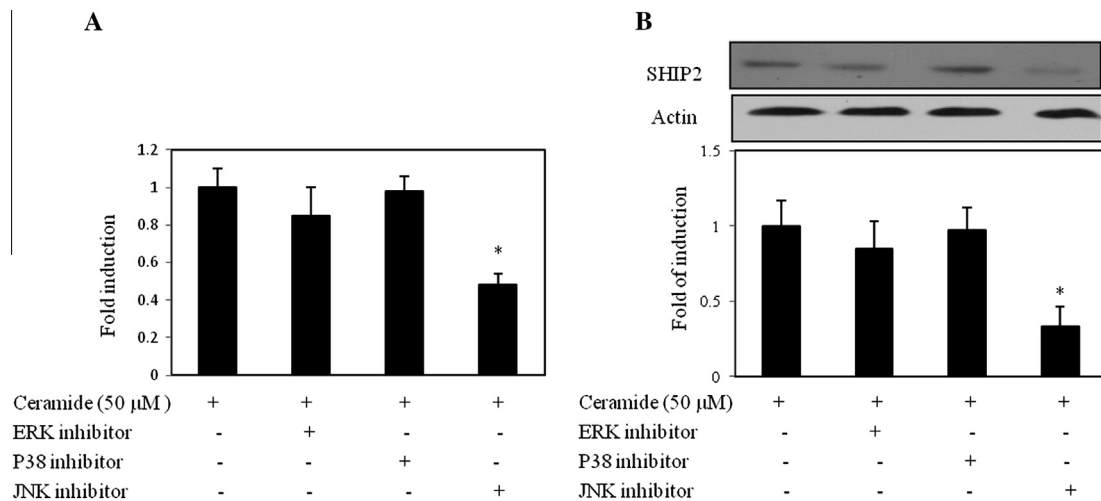 A
1.2
1
0.8
0.6
0.4
0.2
0
Fold induction
*
Ceramide (50 µM ) + + + +
ERK inhibitor - + - -
P38 inhibitor - - + -
JNK inhibitor - - - +
B
SHIP2
Actin
1.5
1
0.5
0
Fold of induction
*
Ceramide (50 µM) + + + +
ERK inhibitor - + - -
P38 inhibitor - - + -
JNK inhibitor - - - +